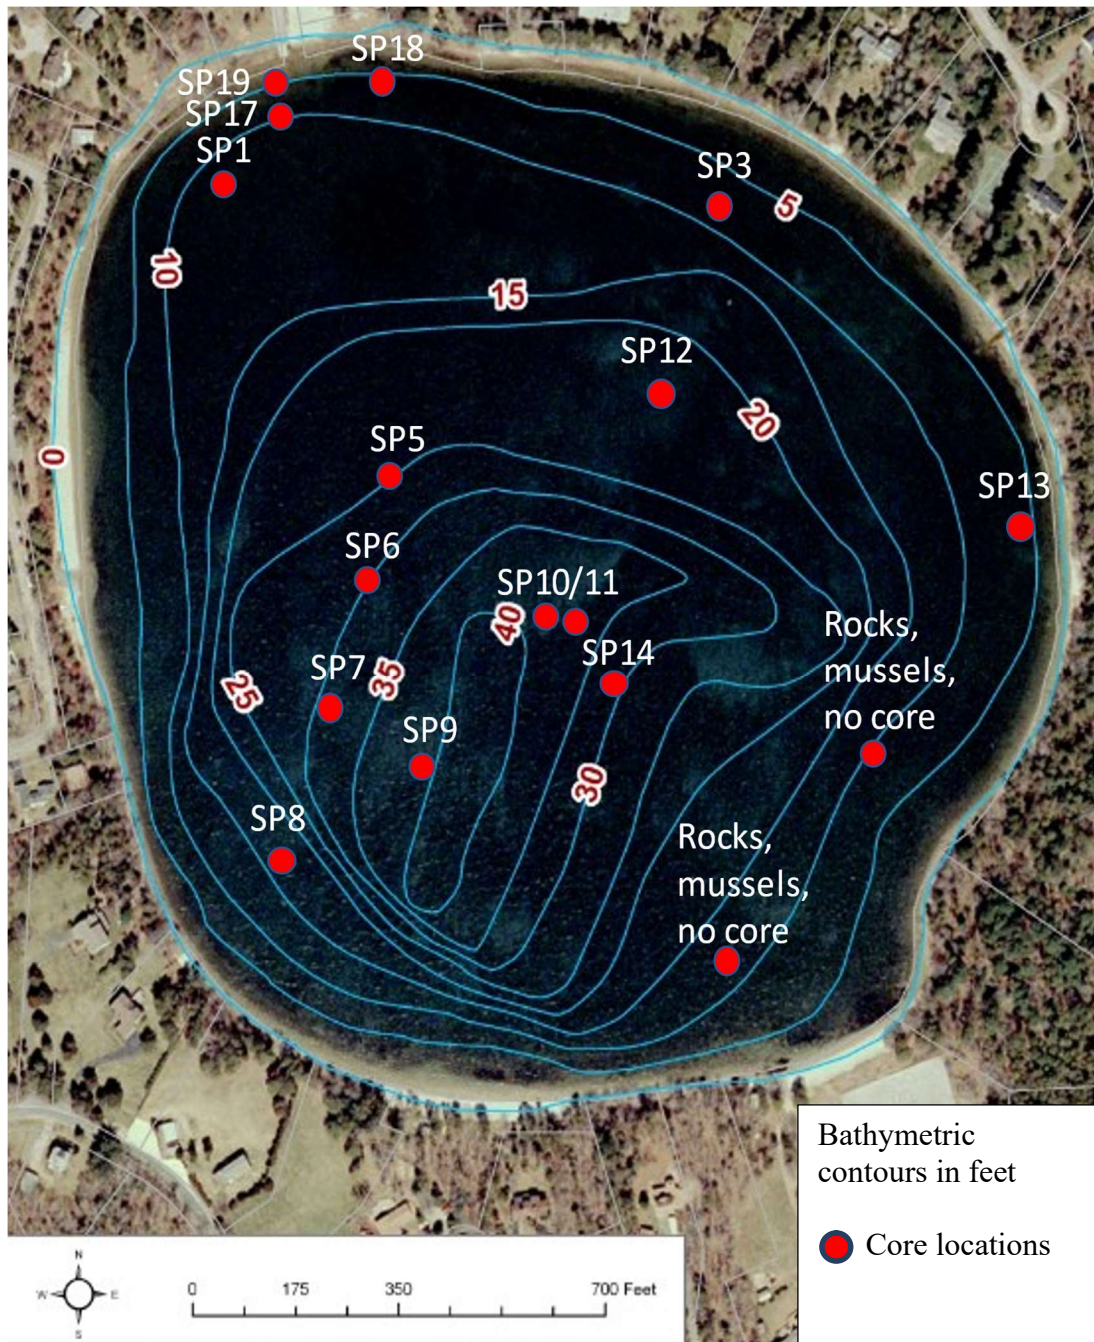 SP18
SP19
SP17
SP1
SP3
5
10
15
SP12
20
SP5
0
SP13
SP6
SP10/11
40
Rocks,
mussels,
no core
SP14
SP7
35
25
SP9
30
SP8
Rocks,
mussels,
no core
Bathymetric
contours in feet
Core locations
N
W E
S
0 175 350 700 Feet